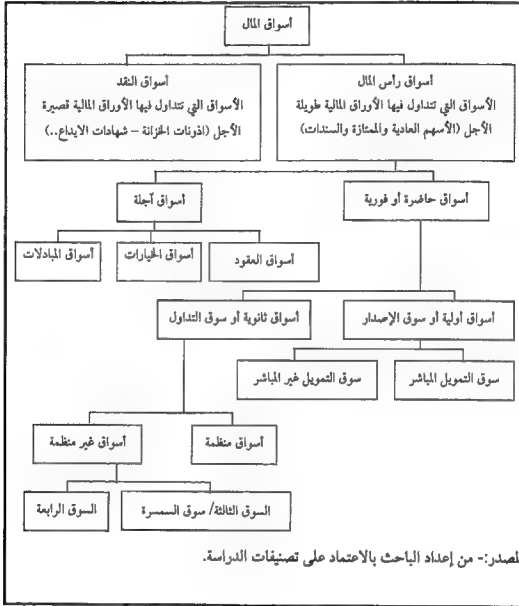 أسواق المال
أسواق رأس المال
الأسواق التي تتداول فيها الأوراق المالية طويلة
الأجل (الأسهم العادية والممتازة والسندات)
أسواق النقد
الأسواق التي تتداول فيها الأوراق المالية قصيرة
الأجل (اذونات الخزانة – شهادات الايداع..)
أسواق حاضرة أو فورية
أسواق آجلة
أسواق العقود
أسواق الخيارات
أسواق المبادلات
أسواق أولية أو سوق الإصدار
أسواق ثانوية أو سوق التداول
سوق التمويل المباشر
سوق التمويل غير المباشر
أسواق منظمة
أسواق غير منظمة
السوق الثالثة/ سوق السمسرة
السوق الرابعة
لمصدر:- من إعداد الباحث بالاعتماد على تصنيفات الدراسة.